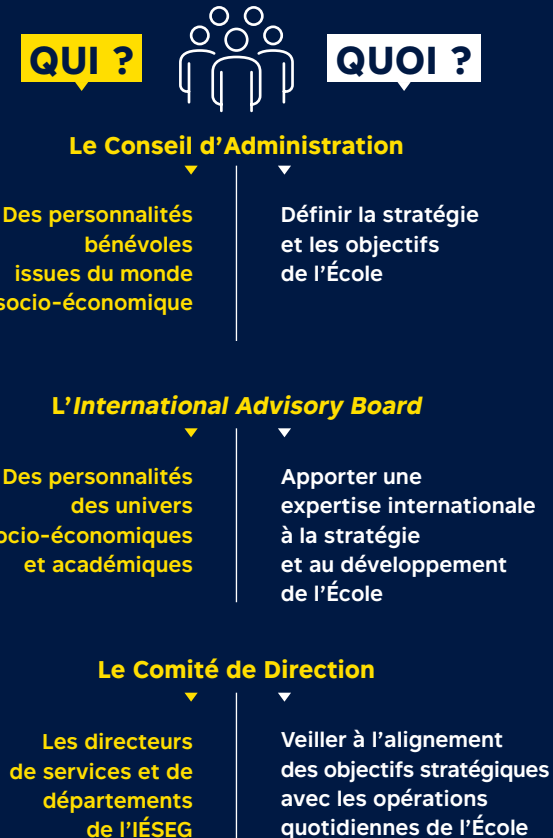 QUI ?
QUOI ?
Le Conseil d'Administration
Des personnalités
bénévoles
issues du monde
socio-économique
Définir la stratégie
et les objectifs
de l'École
L'International Advisory Board
Des personnalités
des univers
socio-économiques
et académiques
Apporter une
expertise internationale
à la stratégie
et au développement
de l'École
Le Comité de Direction
Les directeurs
de services et de
départements
de l'IÉSEG
Veiller à l'alignement
des objectifs stratégiques
avec les opérations
quotidiennes de l'École